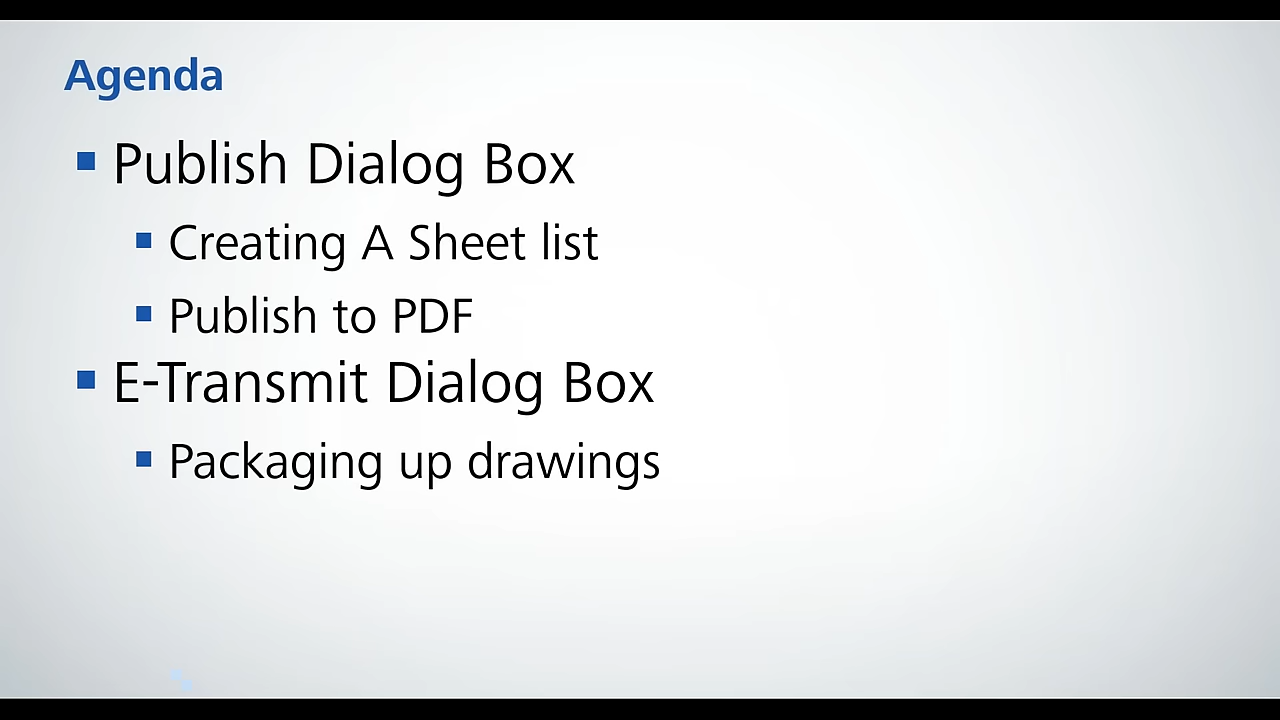 Agenda
Publish Dialog Box
Creating A Sheet list
Publish to PDF
E-Transmit Dialog Box
Packaging up drawings